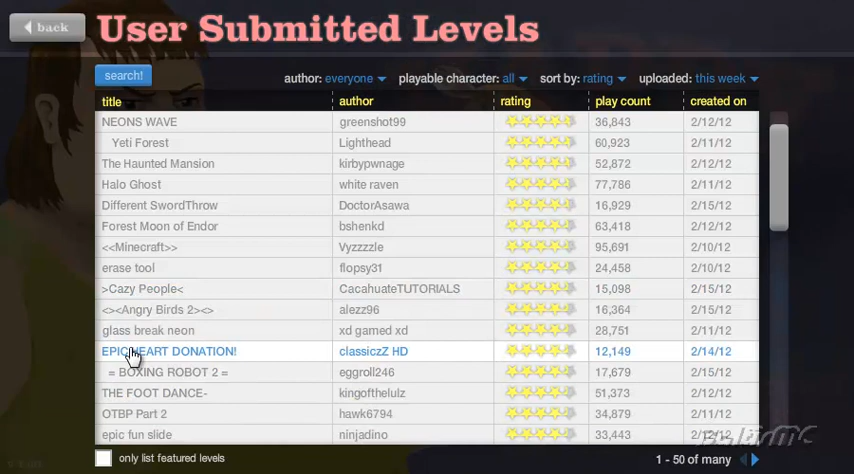 back User Submitted Levels
search! author: everyone playable character: all sort by: rating uploaded: this week
title author rating play count created on
NEONS WAVE greenshot99 36,843 2/12/12
Yeti Forest Lighthead 60,923 2/11/12
The Haunted Mansion kirbypwnage 52,872 2/12/12
Halo Ghost white raven 77,786 2/11/12
Different SwordThrow DoctorAsawa 16,929 2/15/12
Forest Moon of Endor bshenkd 63,418 2/12/12
<<Minecraft>> Vyzzzzle 95,691 2/10/12
erase tool flopsy31 24,458 2/10/12
>Cazy People< CacahuateTUTORIALS 15,098 2/15/12
<><Angry Birds 2><> alezz96 16,364 2/15/12
glass break neon xd gamed xd 28,751 2/11/12
EPIC HEART DONATION! classiczZ HD 12,149 2/14/12
= BOXING ROBOT 2 = eggroll246 17,679 2/15/12
THE FOOT DANCE- kingofthelulz 51,373 2/12/12
OTBP Part 2 hawk6794 34,879 2/11/12
epic fun slide ninjadino 33,443 2/12/12
only list featured levels 1 - 50 of many